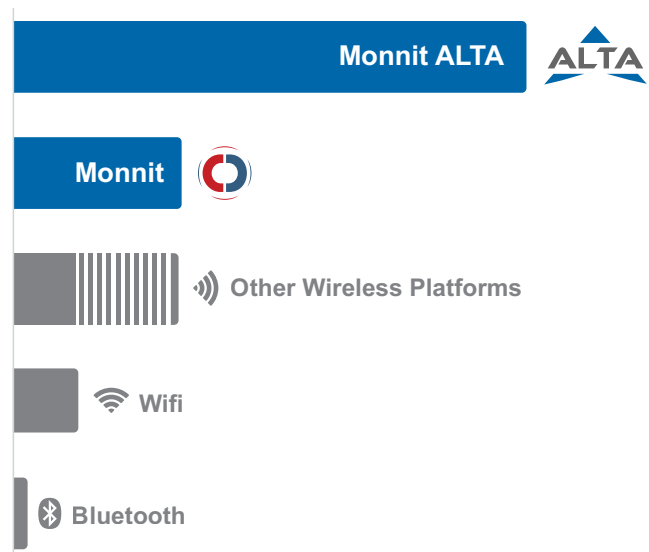 Monnit ALTA
ALTA
Monnit
Other Wireless Platforms
Wifi
Bluetooth